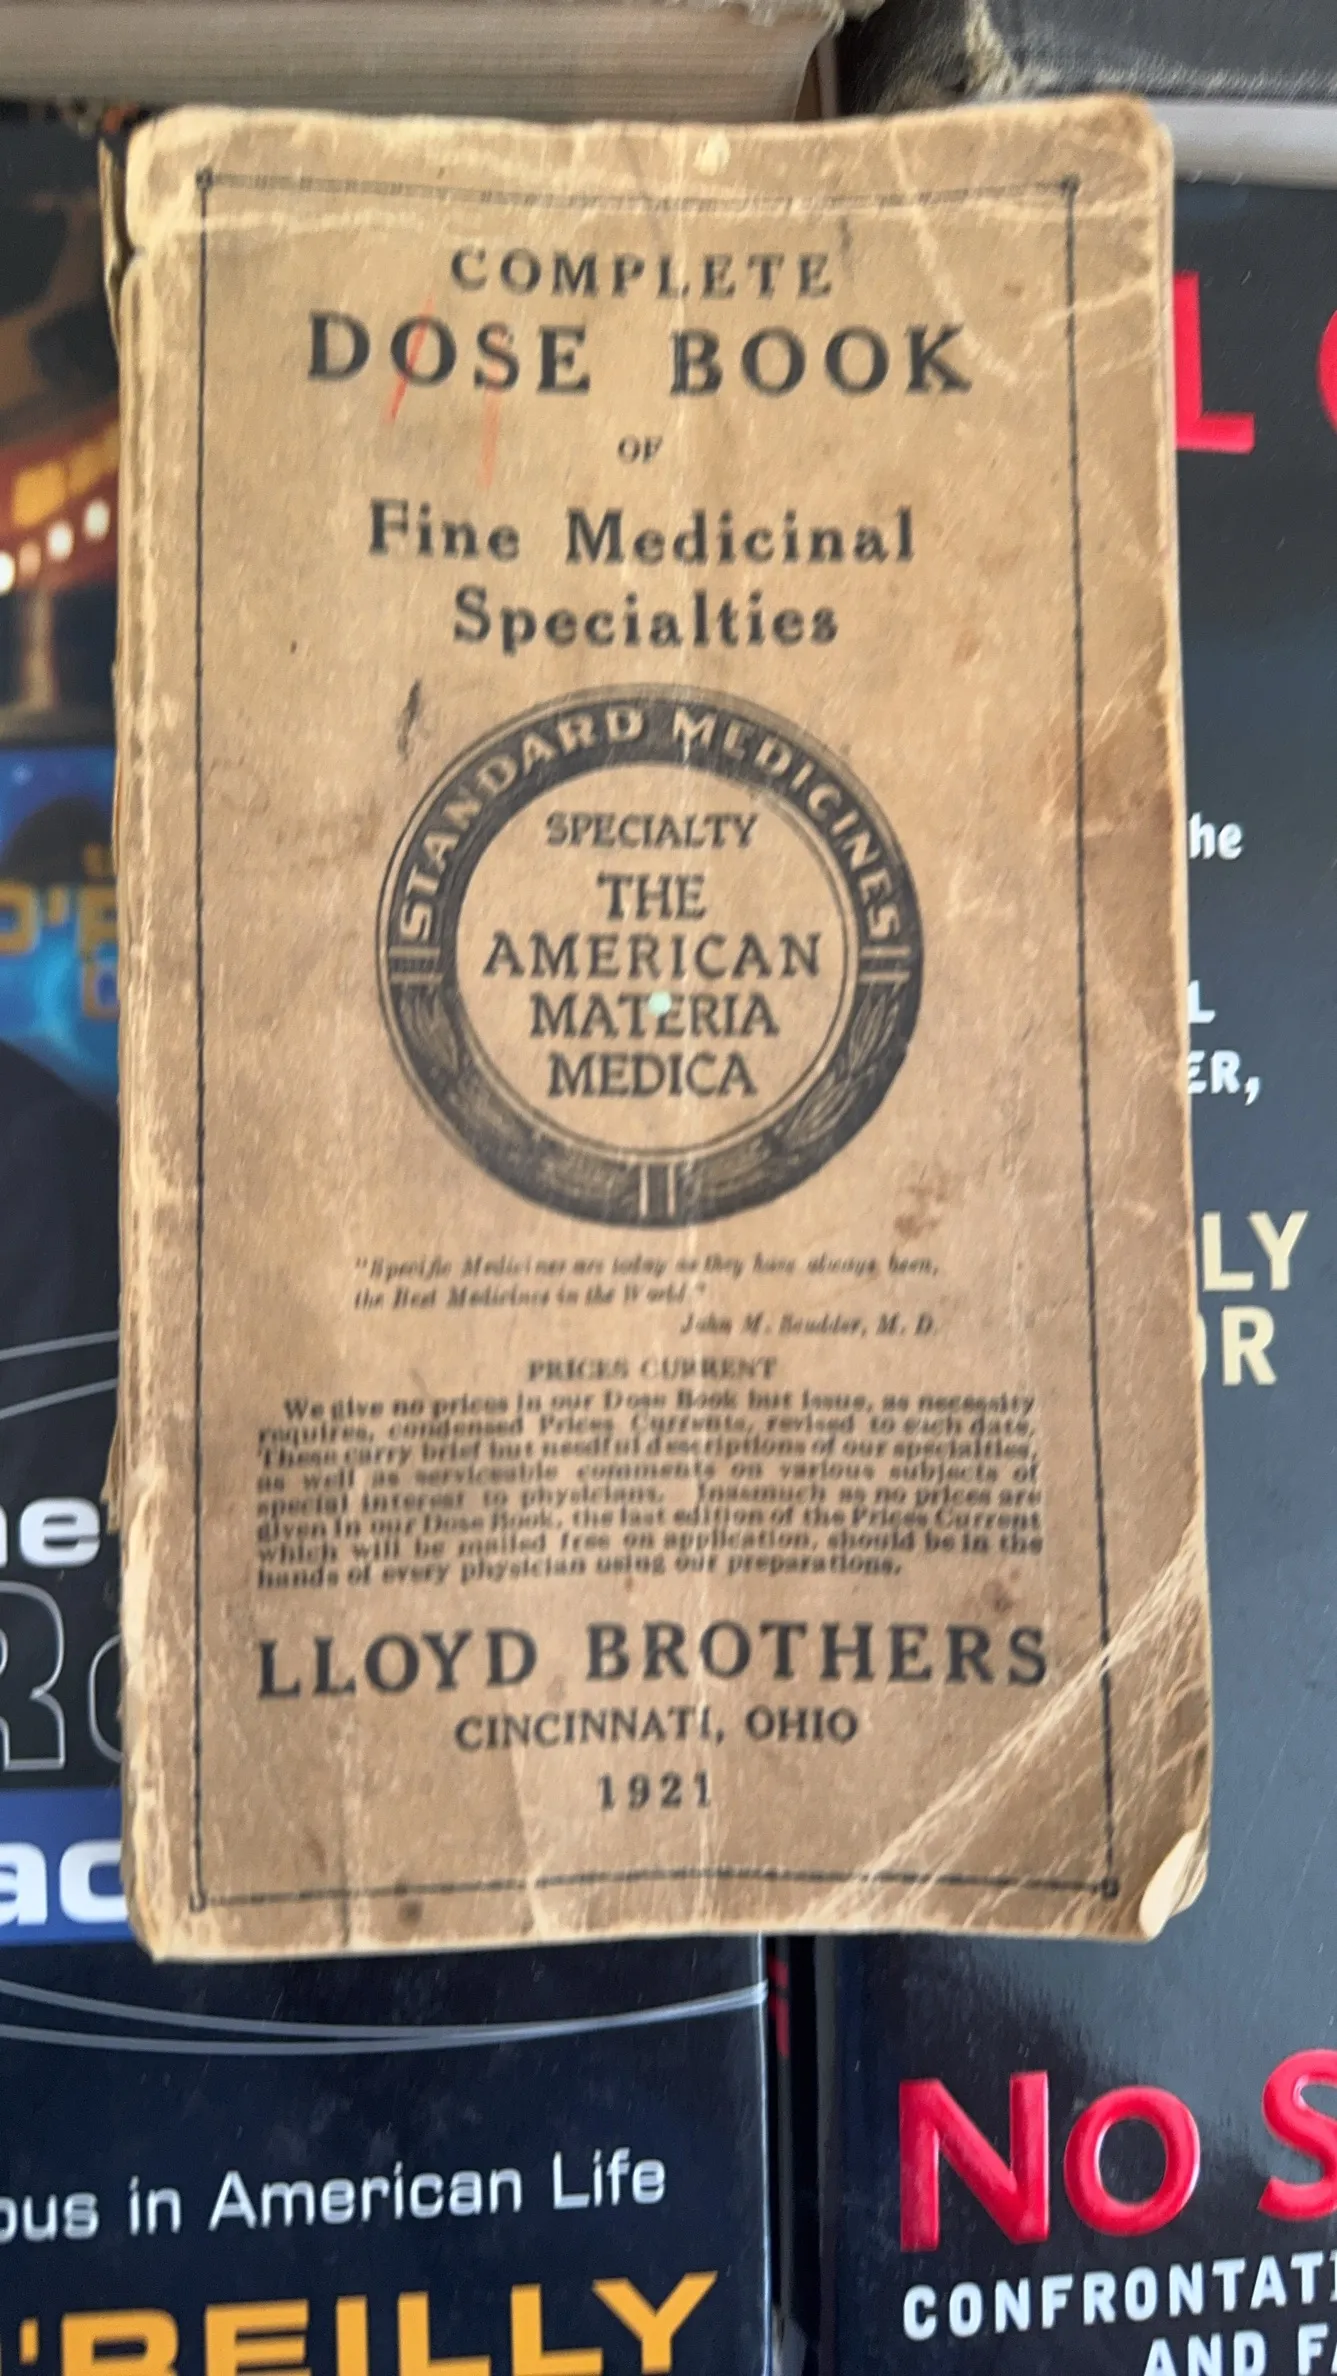 COMPLETE
DOSE BOOK
OF
Fine Medicinal
Specialties
STANDARD MEDICINES
SPECIALTY
THE
AMERICAN
MATERIA
MEDICA
"Specific Medicines are today as they have always been,
the Best Medicines in the World."
John M. Scudder, M. D.
PRICES CURRENT
We give no prices in our Dose Book but issue, as necessity
requires, condensed Prices Currents, revised to each date.
These carry brief but needful descriptions of our specialties,
as well as serviceable comments on various subjects of
special interest to physicians. Inasmuch as no prices are
given in our Dose Book, the last edition of the Prices Current
which will be mailed free on application, should be in the
hands of every physician using our preparations.
LLOYD BROTHERS
CINCINNATI, OHIO
1921
L
he
L
ER,
LY
OR
ne
ac
ous in American Life
O'REILLY
NO S
CONFRONTATI
AND F